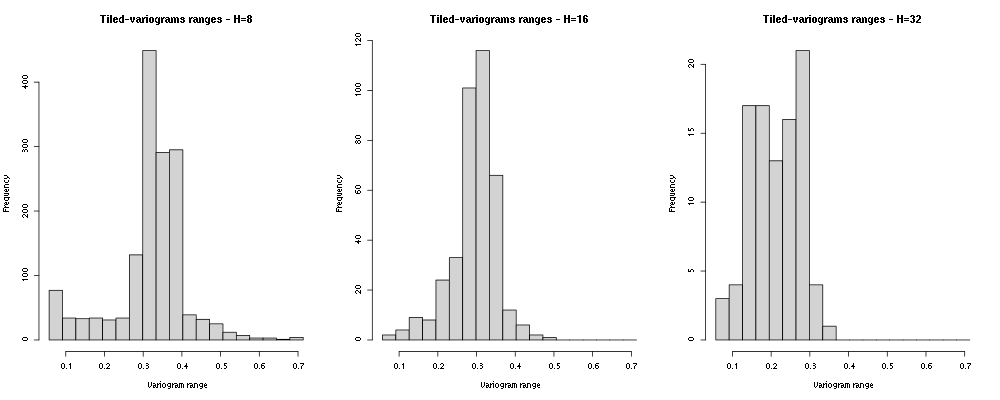 Tiled-variograms ranges - H=8
Frequency
400
300
200
100
0
0.1 0.2 0.3 0.4 0.5 0.6 0.7
Variogram range
Tiled-variograms ranges - H=16
Frequency
120
100
80
60
40
20
0
0.1 0.2 0.3 0.4 0.5 0.6 0.7
Variogram range
Tiled-variograms ranges - H=32
Frequency
20
15
10
5
0
0.1 0.2 0.3 0.4 0.5 0.6 0.7
Variogram range